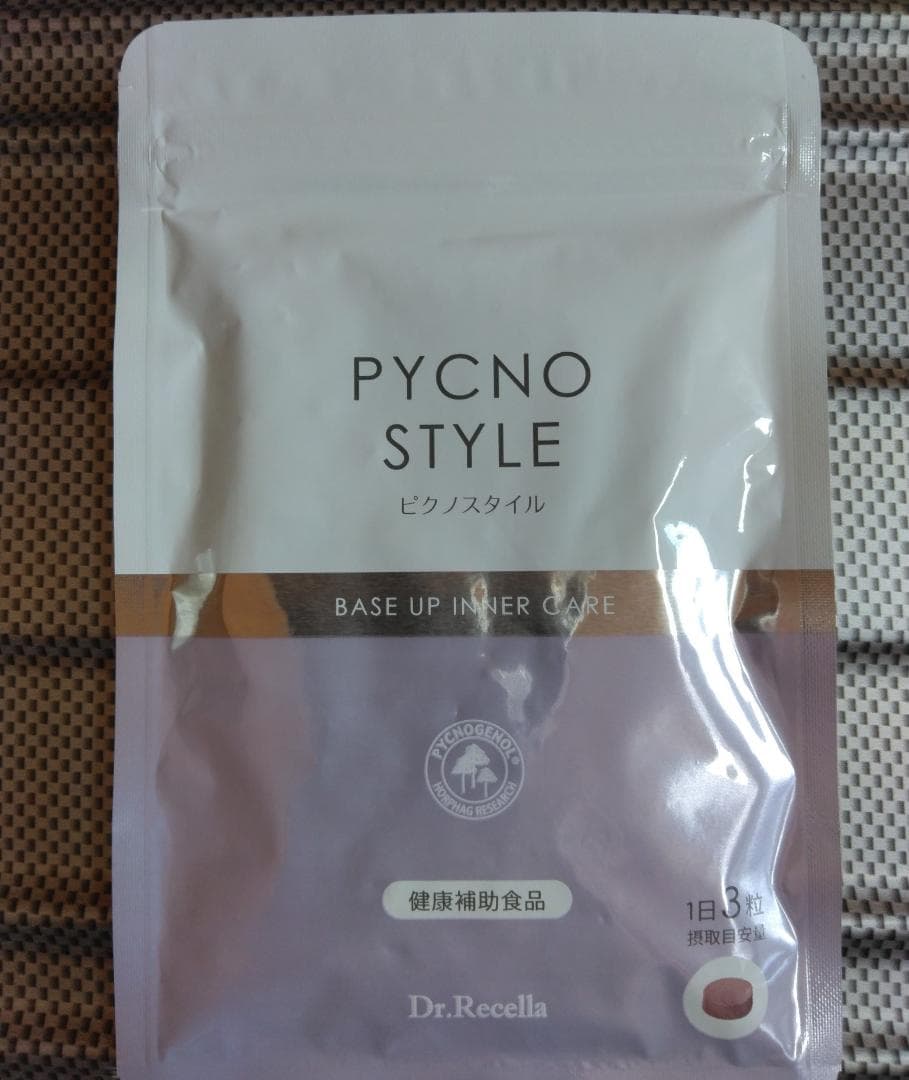 PYCNO
STYLE
ピクノスタイル
BASE UP INNER CARE
PYCNOGENOL®
HORPHAG RESEARCH
健康補助食品
1日3粒
摂取目安量
Dr.Recella